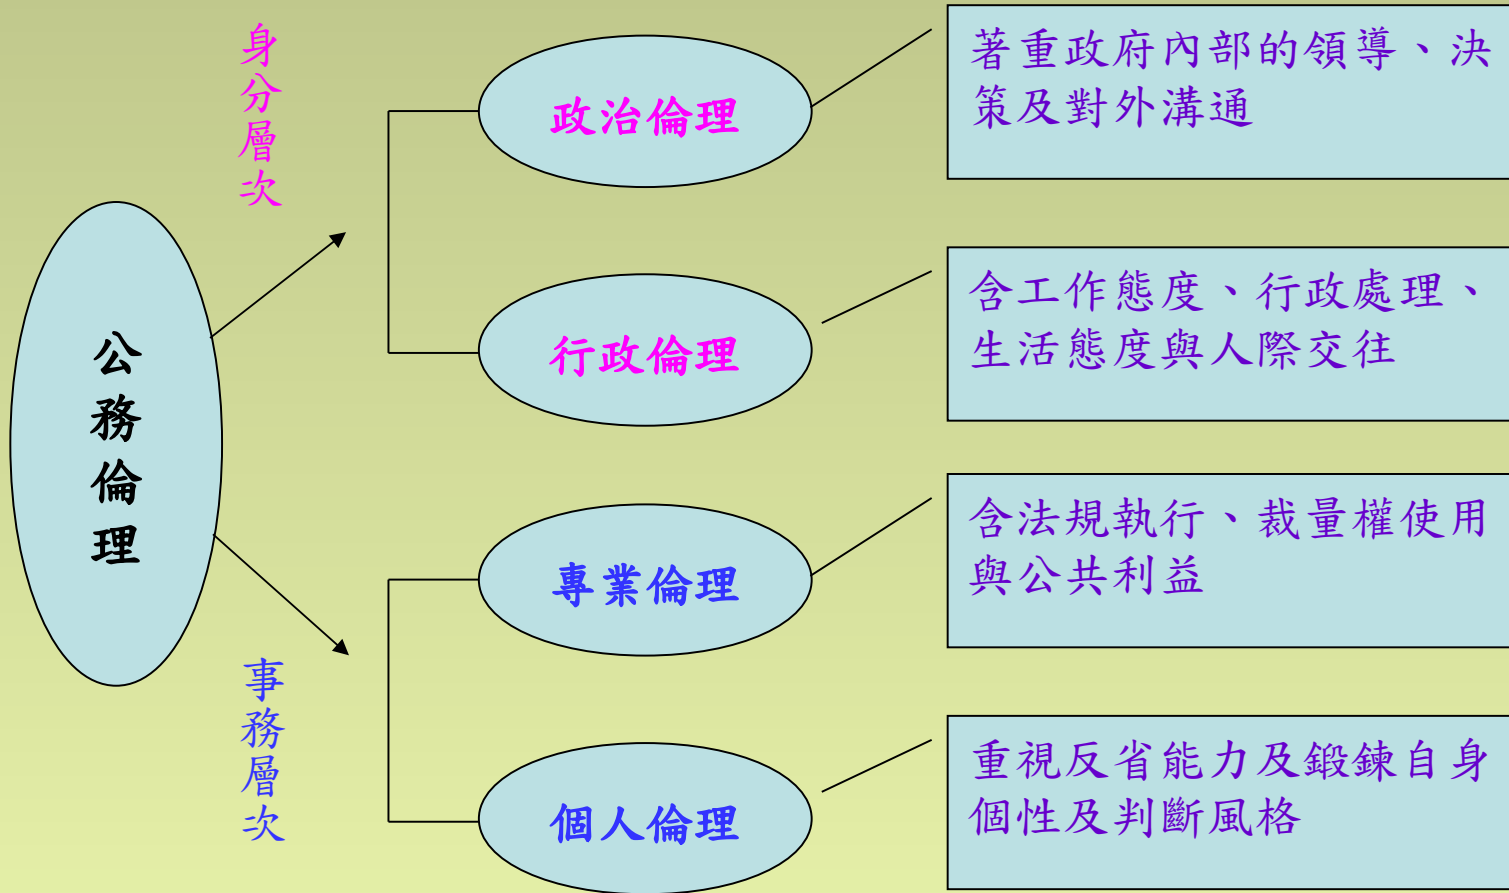 公務倫理
身分層次
政治倫理
著重政府內部的領導、決
策及對外溝通
行政倫理
含工作態度、行政處理、
生活態度與人際交往
事務層次
專業倫理
含法規執行、裁量權使用
與公共利益
個人倫理
重視反省能力及鍛鍊自身
個性及判斷風格